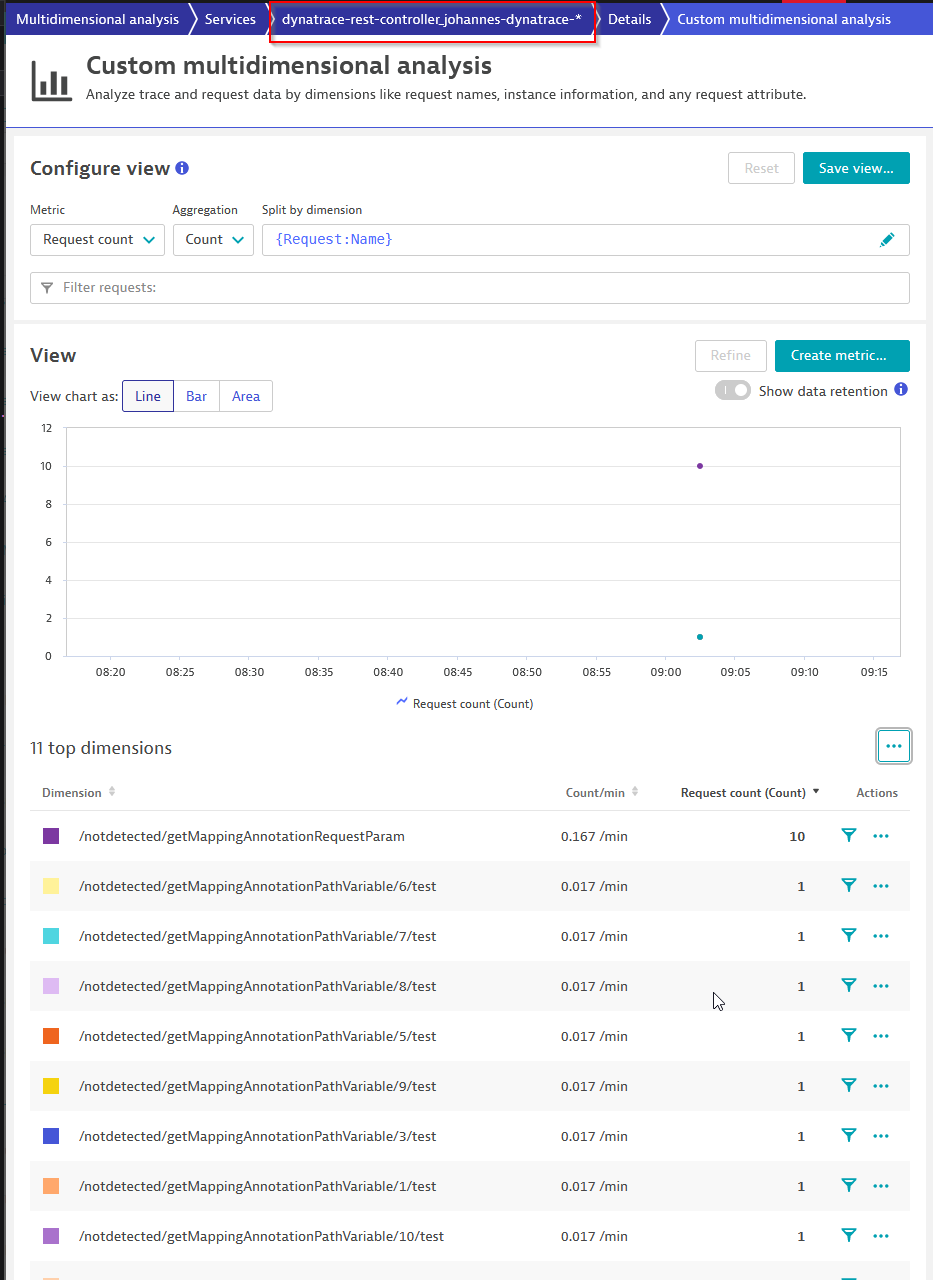 Multidimensional analysis Services dynatrace-rest-controller_johannes-dynatrace-* Details Custom multidimensional analysis
Custom multidimensional analysis
Analyze trace and request data by dimensions like request names, instance information, and any request attribute.
Configure view
Reset Save view...
Metric Aggregation Split by dimension
Request count Count {Request:Name}
Filter requests:
View
Refine Create metric...
View chart as: Line Bar Area Show data retention
12
10
8
6
4
2
0
08:20 08:25 08:30 08:35 08:40 08:45 08:50 08:55 09:00 09:05 09:10 09:15
Request count (Count)
11 top dimensions
Dimension Count/min Request count (Count) Actions
/notdetected/getMappingAnnotationRequestParam 0.167 /min 10
/notdetected/getMappingAnnotationPathVariable/6/test 0.017 /min 1
/notdetected/getMappingAnnotationPathVariable/7/test 0.017 /min 1
/notdetected/getMappingAnnotationPathVariable/8/test 0.017 /min 1
/notdetected/getMappingAnnotationPathVariable/5/test 0.017 /min 1
/notdetected/getMappingAnnotationPathVariable/9/test 0.017 /min 1
/notdetected/getMappingAnnotationPathVariable/3/test 0.017 /min 1
/notdetected/getMappingAnnotationPathVariable/1/test 0.017 /min 1
/notdetected/getMappingAnnotationPathVariable/10/test 0.017 /min 1